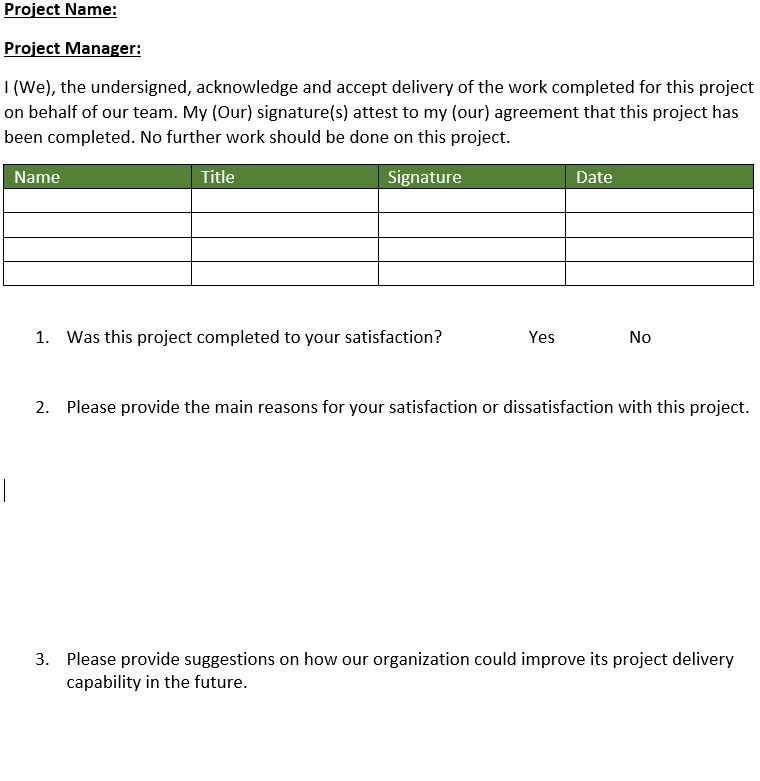 Project Name:
Project Manager:
I (We), the undersigned, acknowledge and accept delivery of the work completed for this project
on behalf of our team. My (Our) signature(s) attest to my (our) agreement that this project has
been completed. No further work should be done on this project.
Name Title Signature Date
1. Was this project completed to your satisfaction? Yes No
2. Please provide the main reasons for your satisfaction or dissatisfaction with this project.
3. Please provide suggestions on how our organization could improve its project delivery
capability in the future.